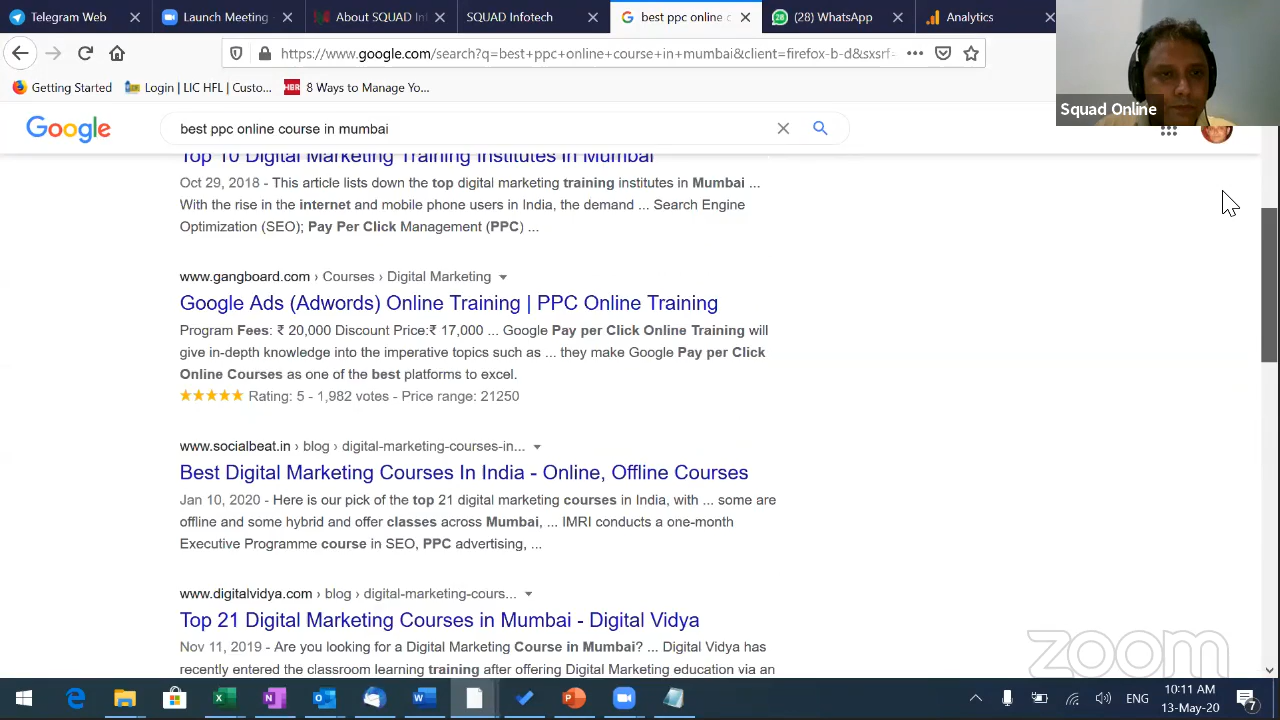 Telegram Web
Launch Meeting -
About SQUAD In
SQUAD Infotech
best ppc online c
(28) WhatsApp
Analytics
https://www.google.com/search?q=best+ppc+online+course+in+mumbai&client=firefox-b-d&sxsrf=
Getting Started
Login | LIC HFL | Custo...
HBR
8 Ways to Manage Yo...
Squad Online
Google
best ppc online course in mumbai
Top 10 Digital Marketing Training Institutes In Mumbai
Oct 29, 2018 - This article lists down the top digital marketing training institutes in Mumbai ...
With the rise in the internet and mobile phone users in India, the demand ... Search Engine
Optimization (SEO); Pay Per Click Management (PPC) ...
www.gangboard.com › Courses › Digital Marketing
Google Ads (Adwords) Online Training | PPC Online Training
Program Fees: ₹ 20,000 Discount Price:₹ 17,000 ... Google Pay per Click Online Training will
give in-depth knowledge into the imperative topics such as ... they make Google Pay per Click
Online Courses as one of the best platforms to excel.
Rating: 5 - 1,982 votes - Price range: 21250
www.socialbeat.in › blog › digital-marketing-courses-in...
Best Digital Marketing Courses In India - Online, Offline Courses
Jan 10, 2020 - Here is our pick of the top 21 digital marketing courses in India, with ... some are
offline and some hybrid and offer classes across Mumbai, ... IMRI conducts a one-month
Executive Programme course in SEO, PPC advertising, ...
www.digitalvidya.com › blog › digital-marketing-cours...
Top 21 Digital Marketing Courses in Mumbai - Digital Vidya
Nov 11, 2019 - Are you looking for a Digital Marketing Course in Mumbai? ... Digital Vidya has
recently entered the classroom learning training after offering Digital Marketing education via an
zoom
ENG
10:11 AM
13-May-20
7